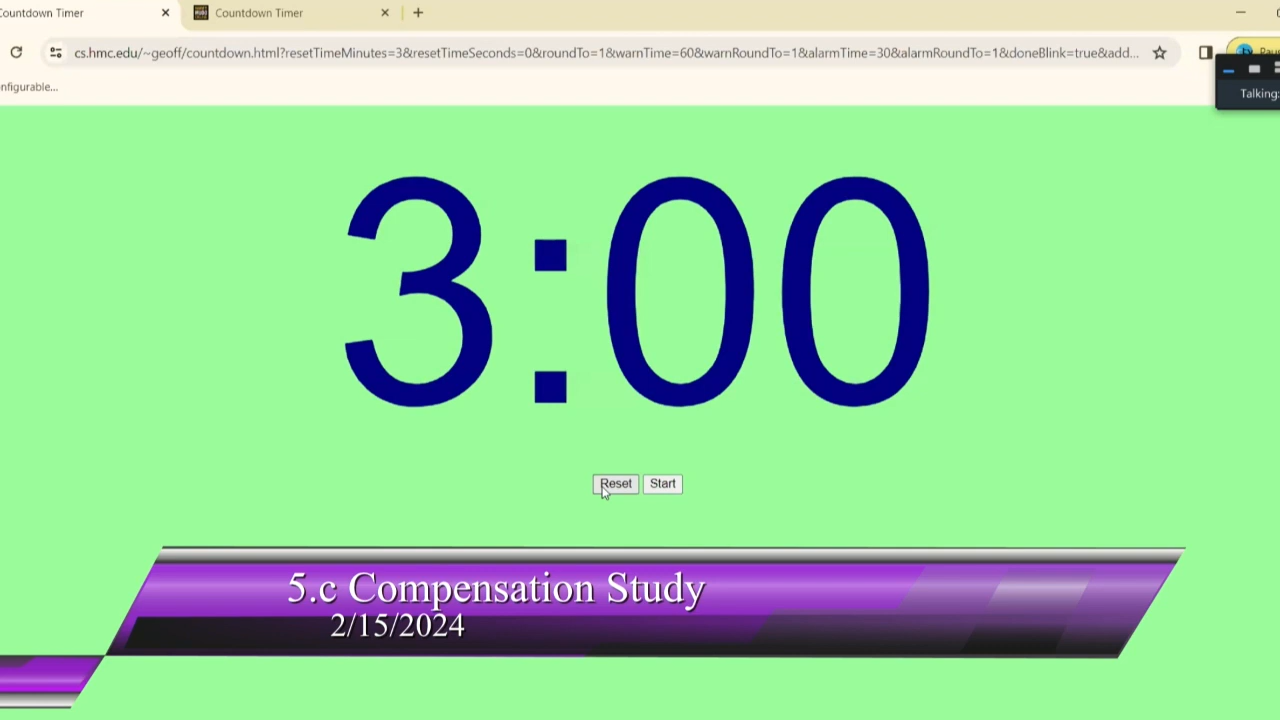 Countdown Timer
Countdown Timer
cs.hmc.edu/~geoff/countdown.html?resetTimeMinutes=3&resetTimeSeconds=0&roundTo=1&warnTime=60&warnRoundTo=1&alarmTime=30&alarmRoundTo=1&doneBlink=true&add...
nfigurable...
Talking:
3:00
Reset Start
5.c Compensation Study
2/15/2024